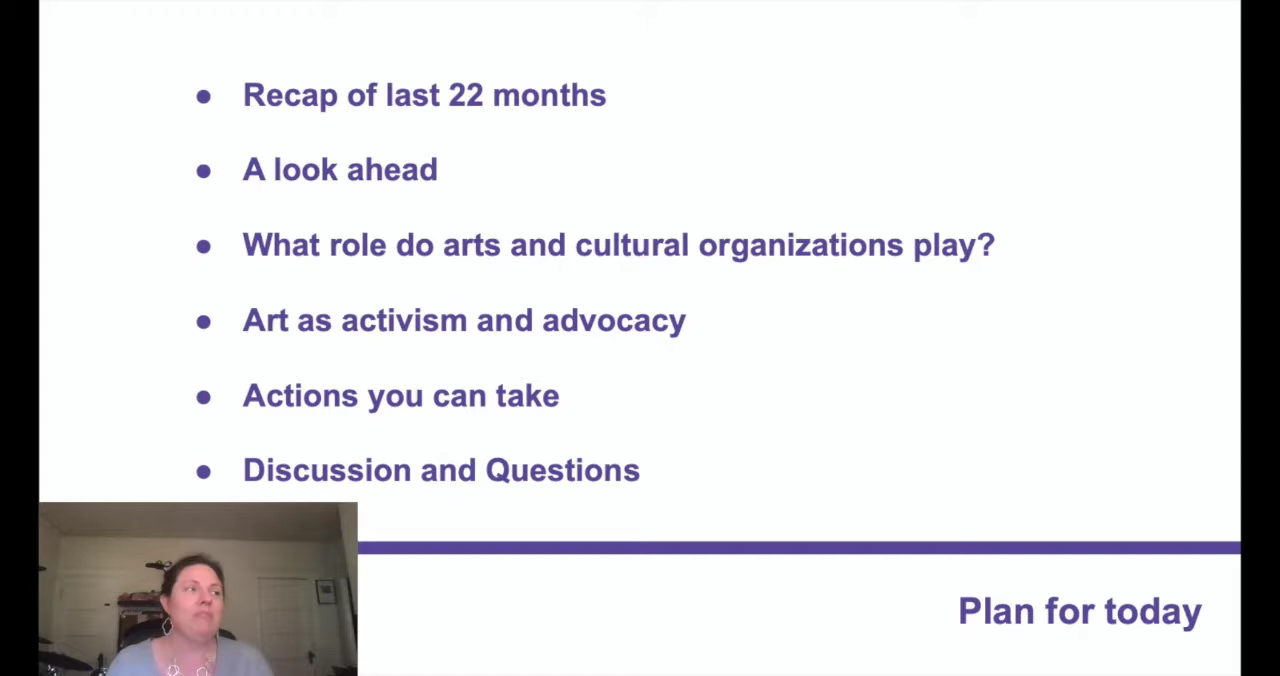 ● Recap of last 22 months
● A look ahead
● What role do arts and cultural organizations play?
● Art as activism and advocacy
● Actions you can take
● Discussion and Questions
Plan for today